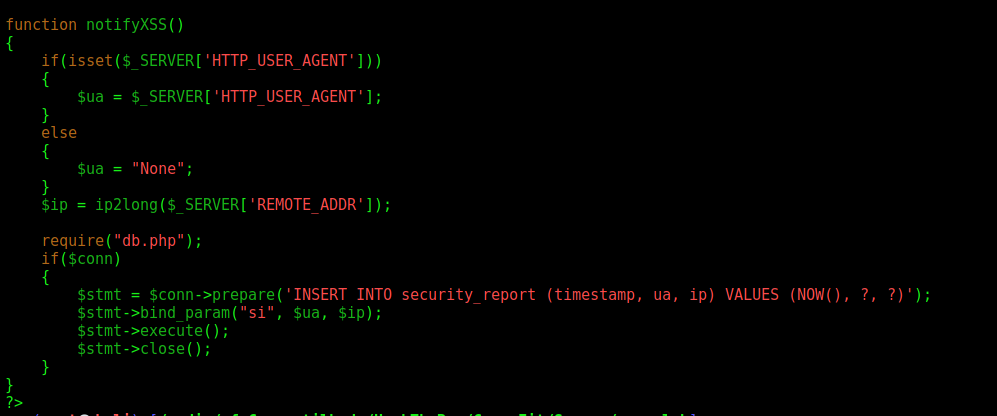 function notifyXSS()
{
    if(isset($_SERVER['HTTP_USER_AGENT']))
    {
        $ua = $_SERVER['HTTP_USER_AGENT'];
    }
    else
    {
        $ua = "None";
    }
    $ip = ip2long($_SERVER['REMOTE_ADDR']);

    require("db.php");
    if($conn)
    {
        $stmt = $conn->prepare('INSERT INTO security_report (timestamp, ua, ip) VALUES (NOW(), ?, ?)');
        $stmt->bind_param("si", $ua, $ip);
        $stmt->execute();
        $stmt->close();
    }
}
?>